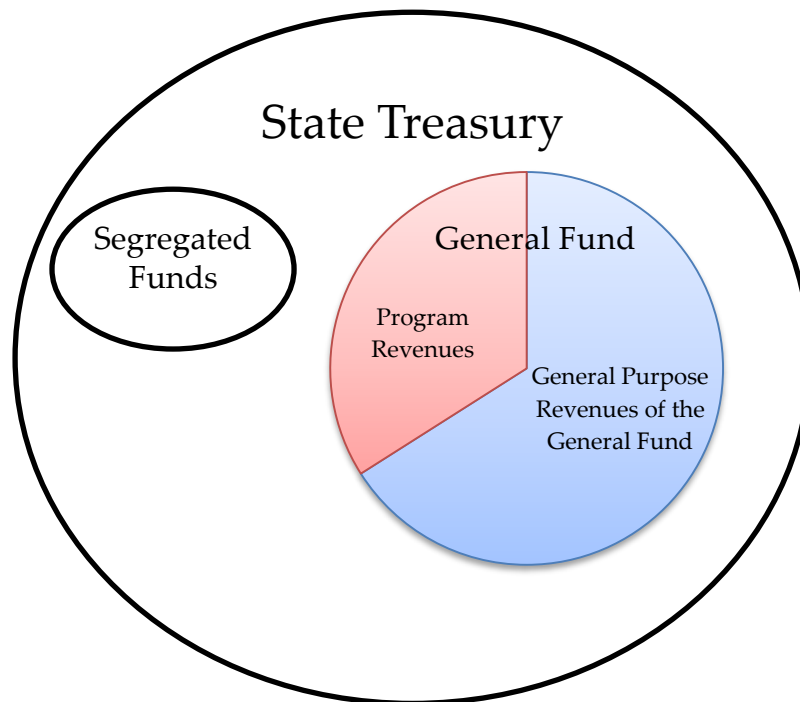 State Treasury
Segregated
Funds
General Fund
Program
Revenues
General Purpose
Revenues of the
General Fund